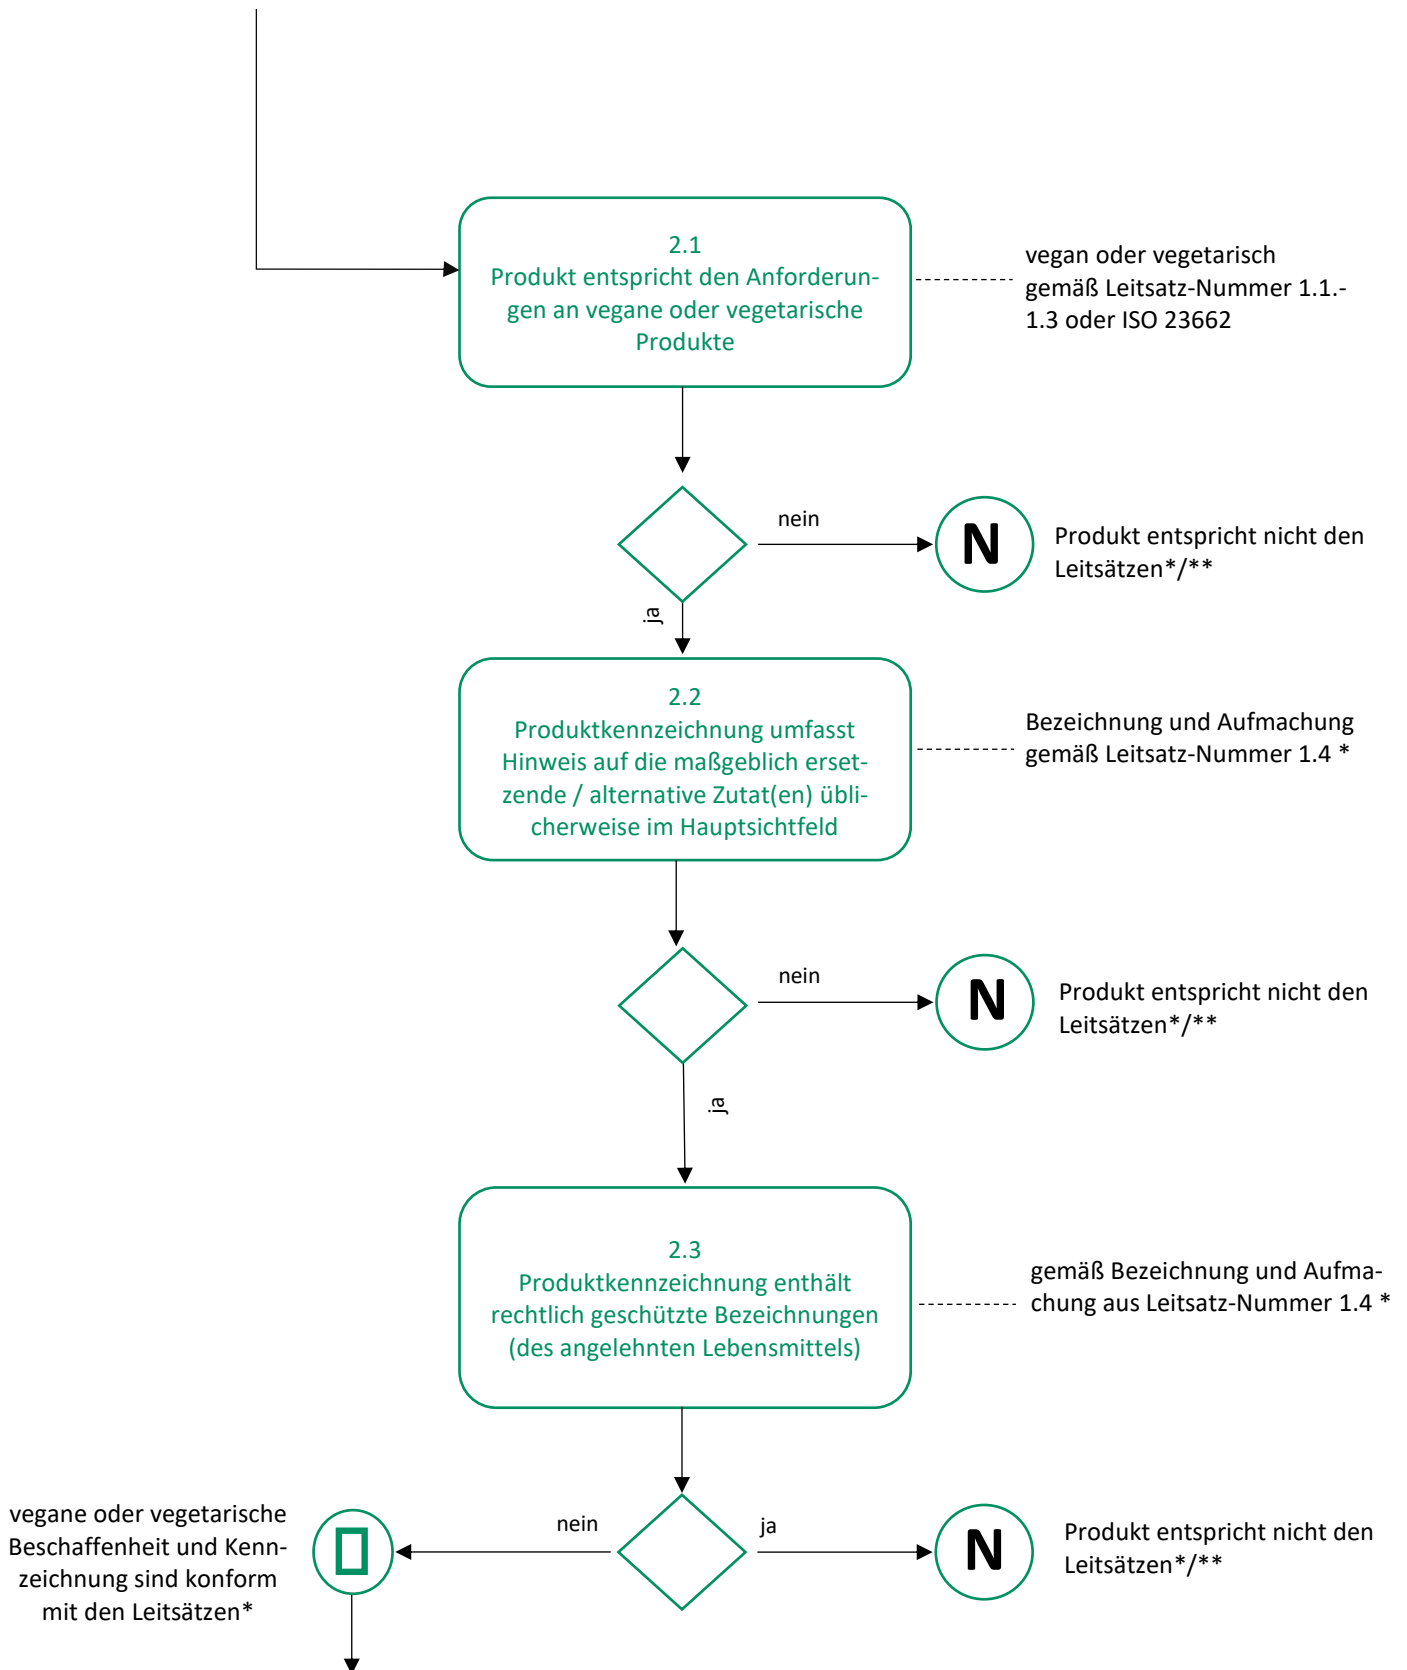 2.1
Produkt entspricht den Anforderun-
gen an vegane oder vegetarische
Produkte
vegan oder vegetarisch
gemäß Leitsatz-Nummer 1.1.-
1.3 oder ISO 23662
nein
N
Produkt entspricht nicht den
Leitsätzen*/**
ja
2.2
Produktkennzeichnung umfasst
Hinweis auf die maßgeblich erset-
zende / alternative Zutat(en) übli-
cherweise im Hauptsichtfeld
Bezeichnung und Aufmachung
gemäß Leitsatz-Nummer 1.4 *
nein
N
Produkt entspricht nicht den
Leitsätzen*/**
ja
2.3
Produktkennzeichnung enthält
rechtlich geschützte Bezeichnungen
(des angelehnten Lebensmittels)
gemäß Bezeichnung und Aufma-
chung aus Leitsatz-Nummer 1.4 *
vegane oder vegetarische
Beschaffenheit und Kenn-
zeichnung sind konform
mit den Leitsätzen*
nein
ja
N
Produkt entspricht nicht den
Leitsätzen*/**